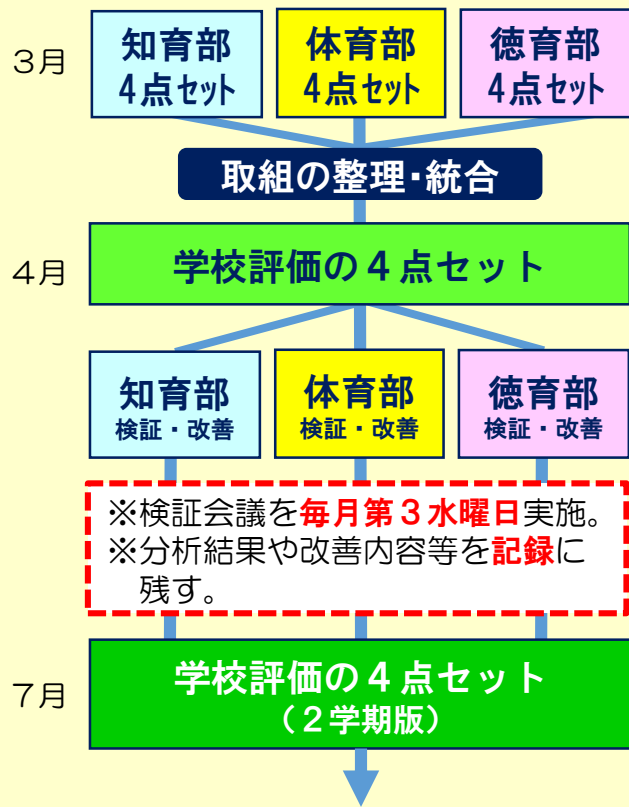 3月
知育部
4点セット
体育部
4点セット
徳育部
4点セット
取組の整理・統合
4月
学校評価の４点セット
知育部
検証・改善
体育部
検証・改善
徳育部
検証・改善
※検証会議を毎月第３水曜日実施。
※分析結果や改善内容等を記録に
残す。
7月
学校評価の４点セット
（２学期版）